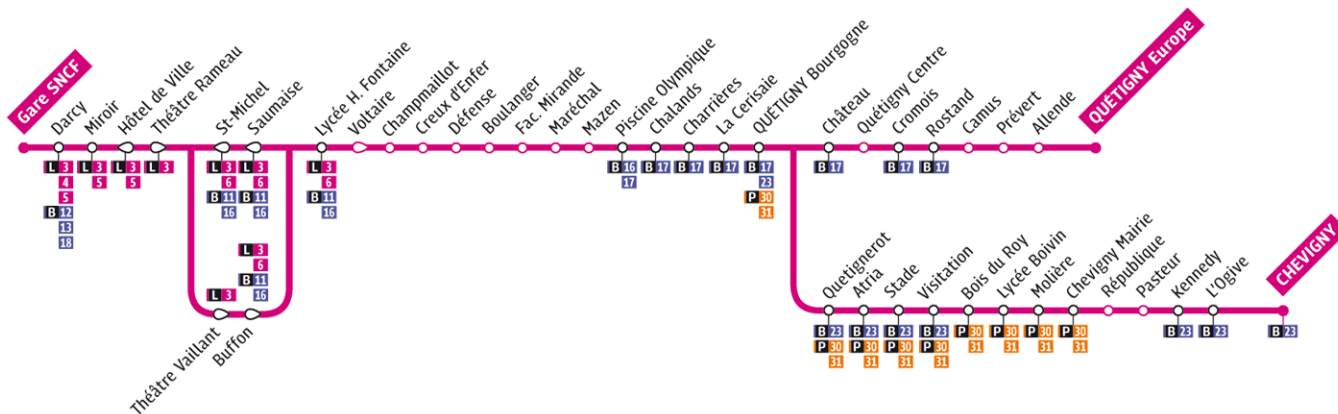 Gare SNCF
Darcy
L 3
4
5
B 12
13
18
Miroir
L 3
5
Hôtel de Ville
L 3
5
Théâtre Rameau
L 3
St-Michel
L 3
6
B 11
16
Saumaise
L 3
6
B 11
16
Théâtre Vaillant
L 3
Buffon
L 3
6
B 11
16
Lycée H. Fontaine
L 3
6
B 11
16
Voltaire
Champmaillot
Creux d'Enfer
Défense
Boulanger
Fac. Mirande
Maréchal
Mazen
Piscine Olympique
B 16
17
Chalands
B 17
Charrières
B 17
La Cerisaie
B 17
QUÉTIGNY Bourgogne
B 17
23
P 30
31
Château
B 17
Quétigny Centre
Cromois
B 17
Rostand
B 17
Camus
Prévert
Allende
QUÉTIGNY Europe
Quetignerot
B 23
P 30
31
Atria
B 23
P 30
31
Stade
B 23
P 30
31
Visitation
B 23
P 30
31
Bois du Roy
P 30
31
Lycée Boivin
P 30
31
Molière
P 30
31
Chevigny Mairie
P 30
31
République
Pasteur
Kennedy
B 23
L'Ogive
B 23
CHEVIGNY
B 23